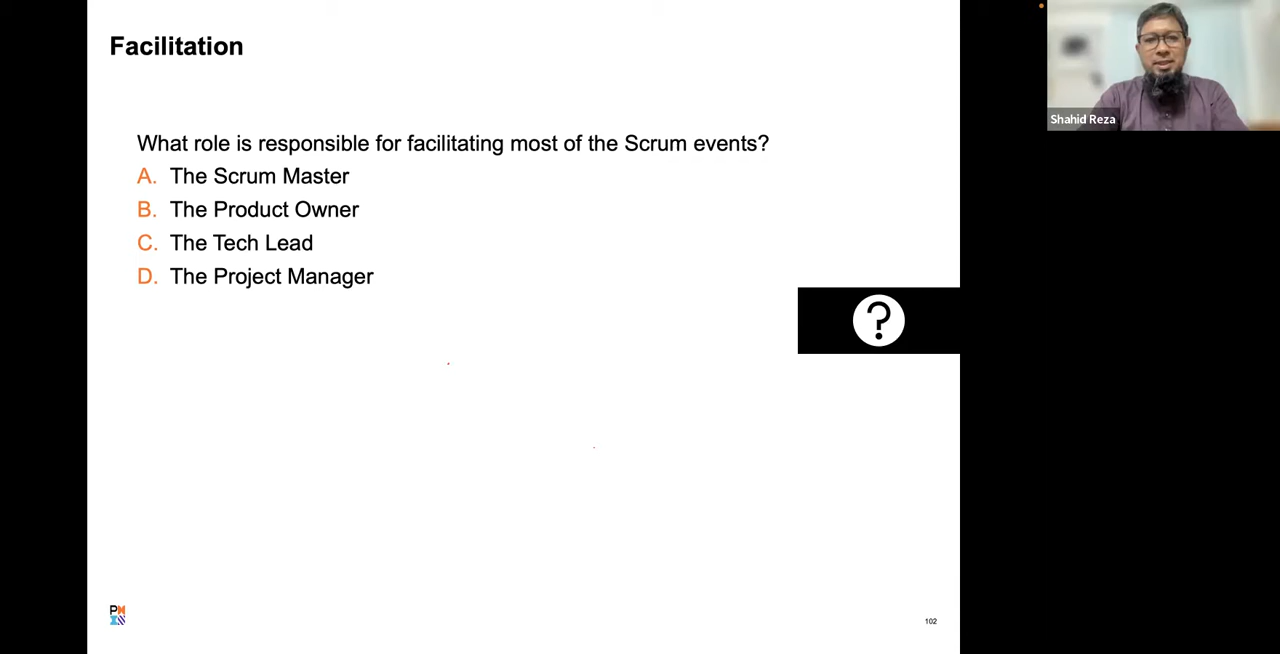 Facilitation
What role is responsible for facilitating most of the Scrum events?
A. The Scrum Master
B. The Product Owner
C. The Tech Lead
D. The Project Manager
?
Shahid Reza
PM
102